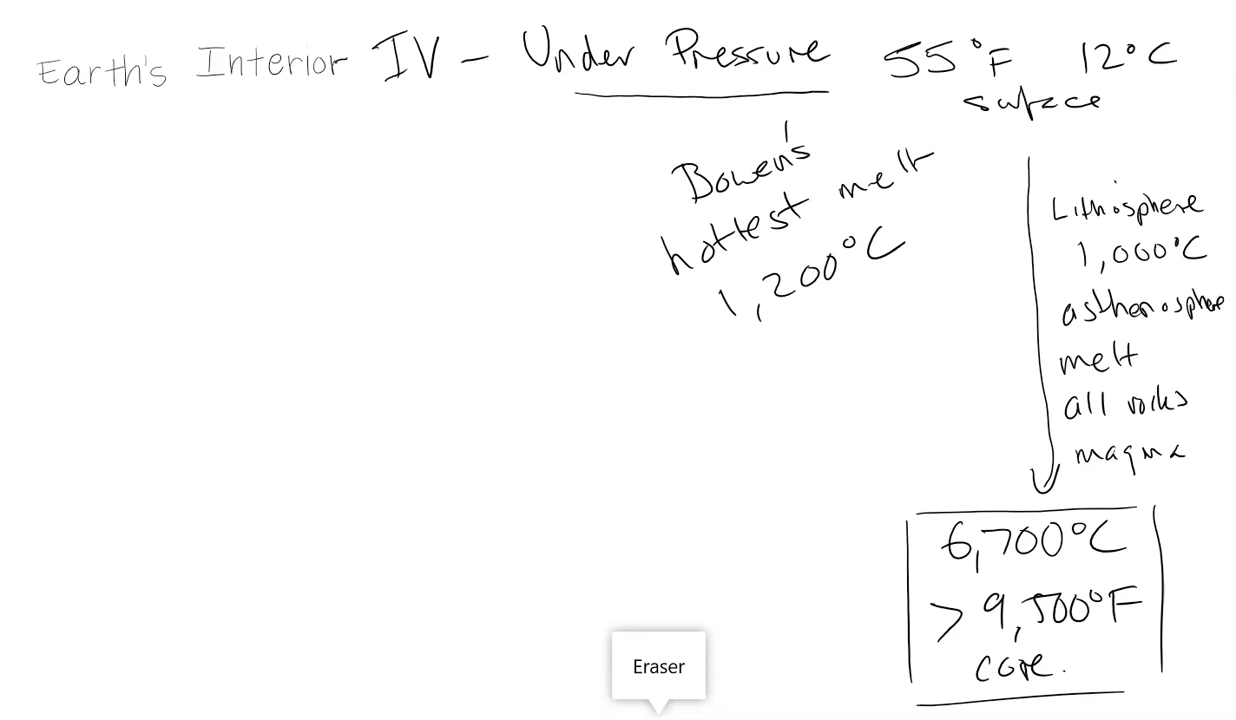 Earth's Interior IV - Under Pressure 55°F 12°C
surface
Bowen's
hottest melt
1,200°C
Lithosphere
1,000°C
asthenosphere
melt
all rocks
magma
6,700°C
> 9,500°F
core.
Eraser